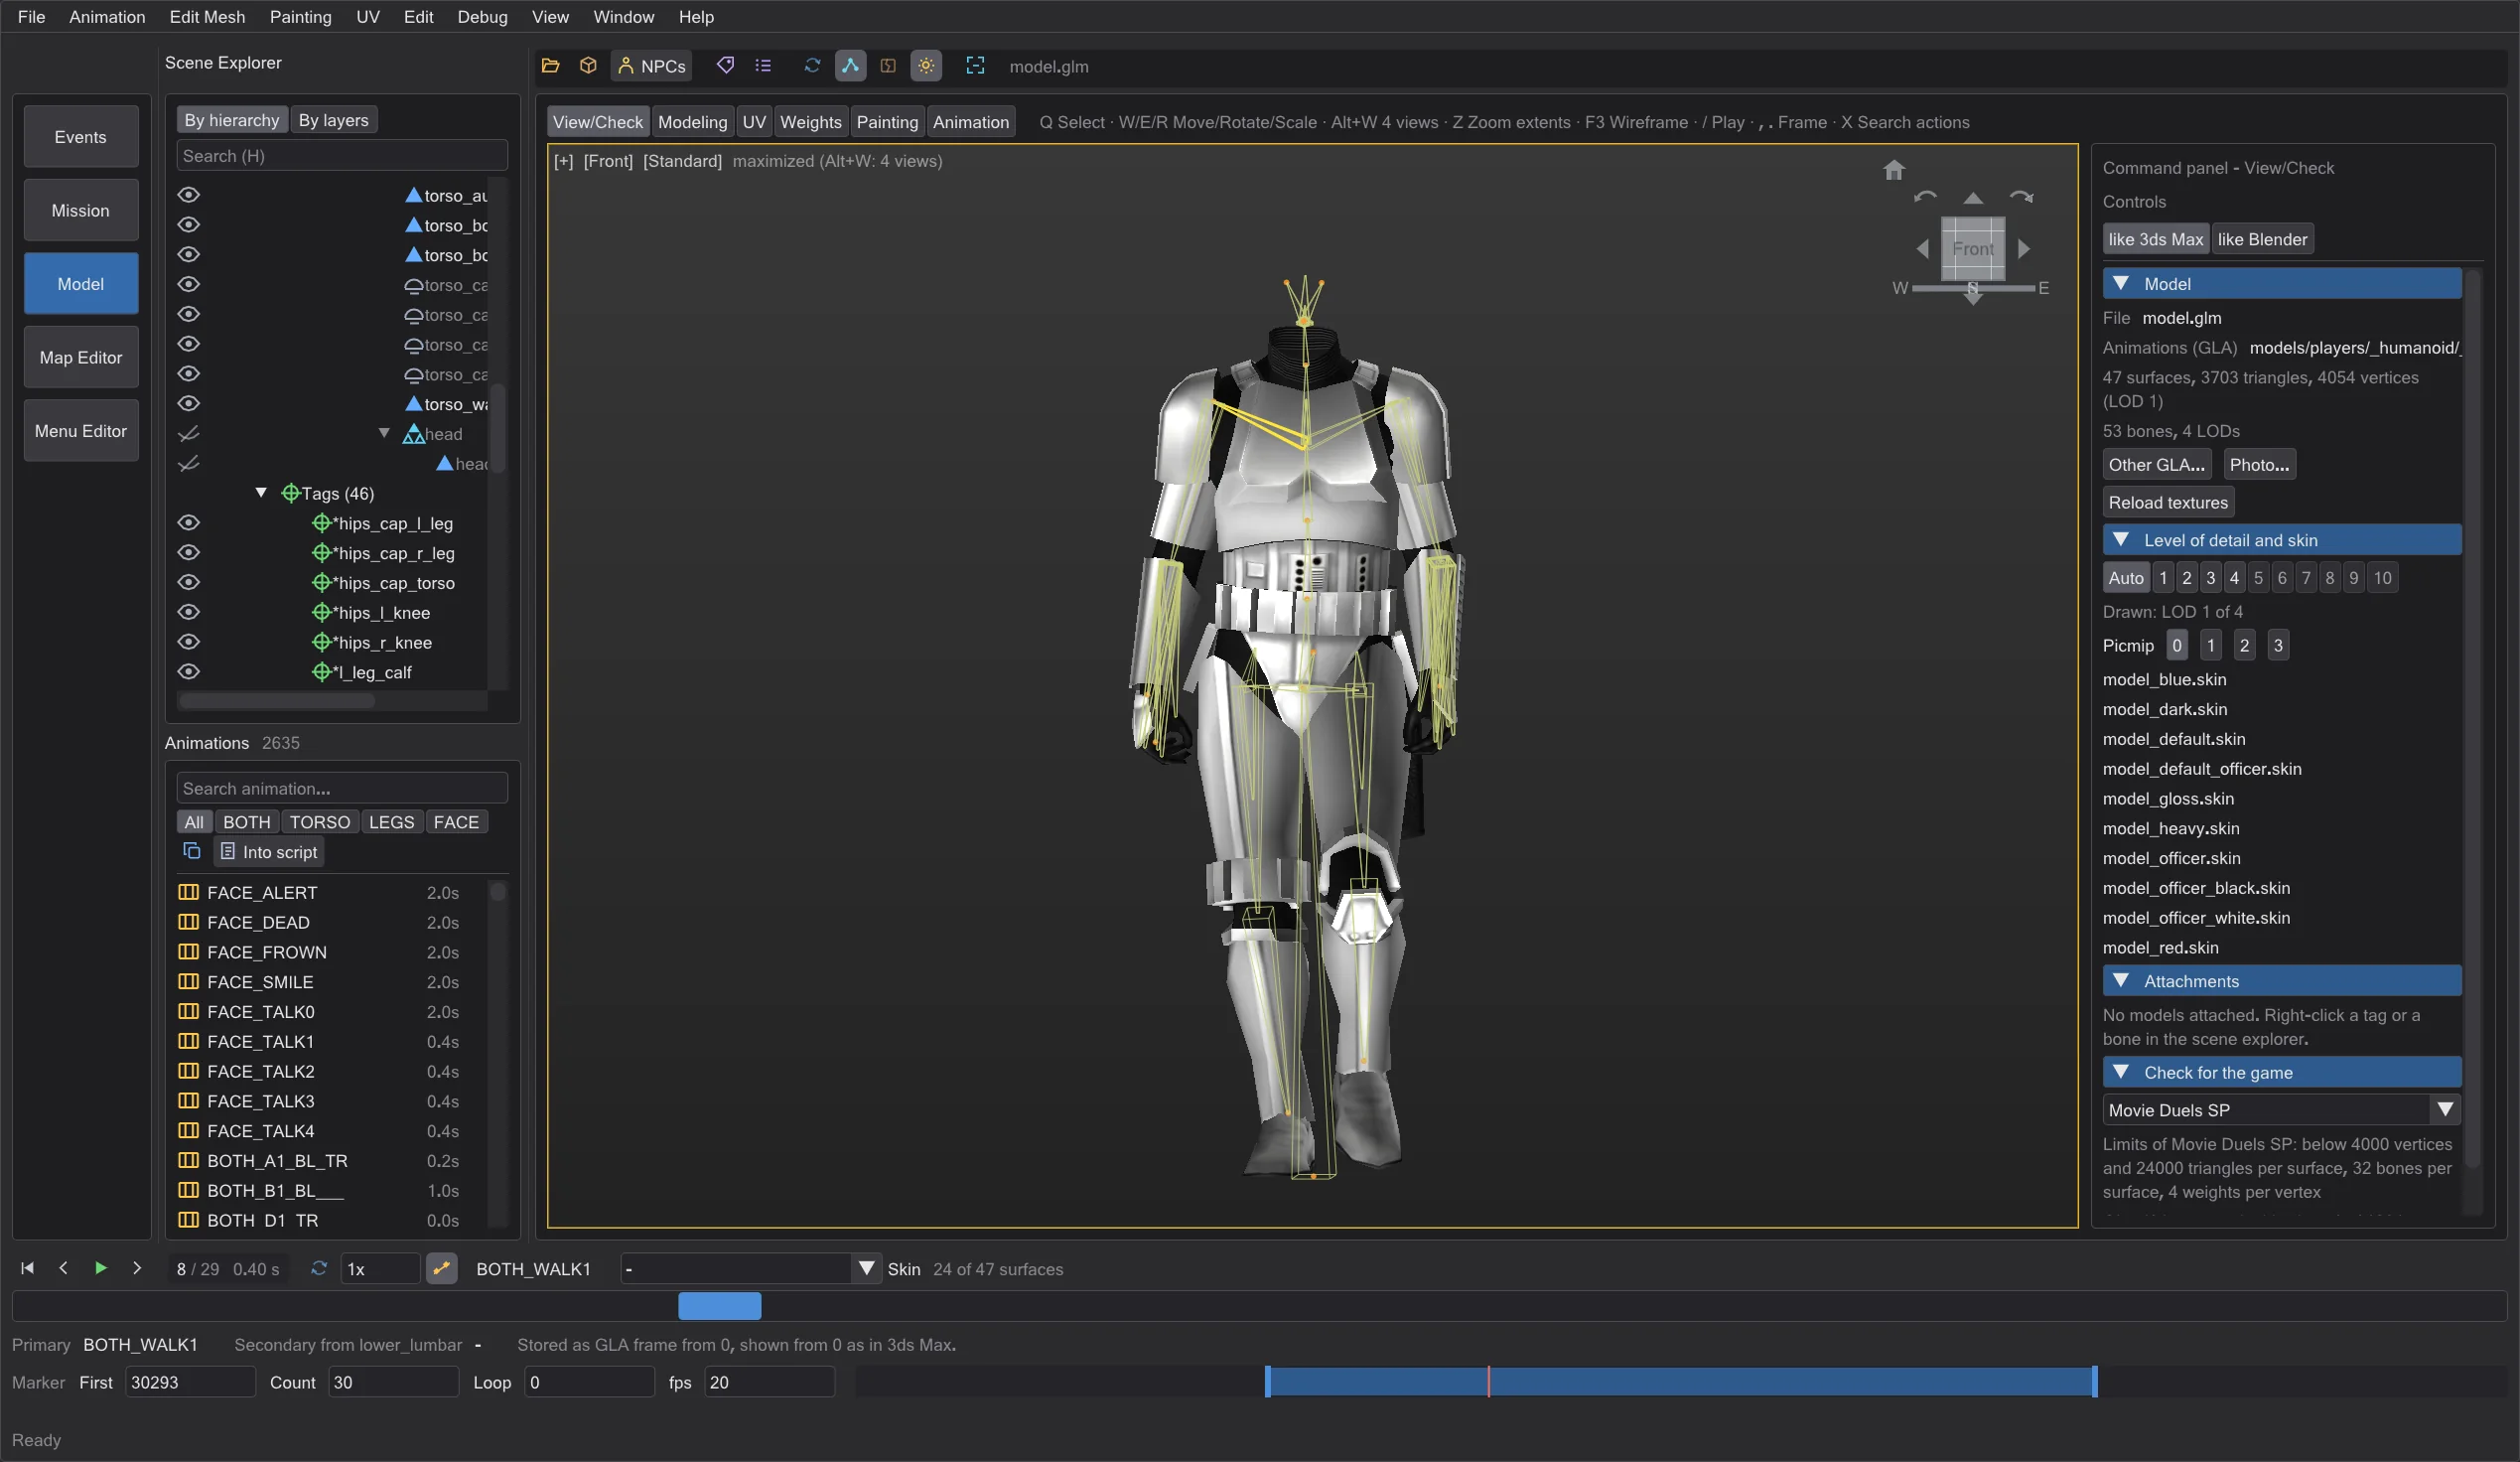 File Animation Edit Mesh Painting UV Edit Debug View Window Help
Scene Explorer
NPCs model.glm
Events
Mission
Model
Map Editor
Menu Editor
By hierarchy By layers
Search (H)
torso_au
torso_bo
torso_bo
torso_ca
torso_ca
torso_ca
torso_ca
torso_wa
head
head
Tags (46)
*hips_cap_l_leg
*hips_cap_r_leg
*hips_cap_torso
*hips_l_knee
*hips_r_knee
*l_leg_calf
Animations 2635
Search animation...
All BOTH TORSO LEGS FACE
Into script
FACE_ALERT 2.0s
FACE_DEAD 2.0s
FACE_FROWN 2.0s
FACE_SMILE 2.0s
FACE_TALK0 2.0s
FACE_TALK1 0.4s
FACE_TALK2 0.4s
FACE_TALK3 0.4s
FACE_TALK4 0.4s
BOTH_A1_BL_TR 0.2s
BOTH_B1_BL___ 1.0s
BOTH_D1_TR 0.0s
View/Check Modeling UV Weights Painting Animation Q Select · W/E/R Move/Rotate/Scale · Alt+W 4 views · Z Zoom extents · F3 Wireframe · / Play · , . Frame · X Search actions
[+] [Front] [Standard] maximized (Alt+W: 4 views)
Front
W S E
Command panel - View/Check
Controls
like 3ds Max like Blender
Model
File model.glm
Animations (GLA) models/players/_humanoid/_
47 surfaces, 3703 triangles, 4054 vertices
(LOD 1)
53 bones, 4 LODs
Other GLA... Photo...
Reload textures
Level of detail and skin
Auto 1 2 3 4 5 6 7 8 9 10
Drawn: LOD 1 of 4
Picmip 0 1 2 3
model_blue.skin
model_dark.skin
model_default.skin
model_default_officer.skin
model_gloss.skin
model_heavy.skin
model_officer.skin
model_officer_black.skin
model_officer_white.skin
model_red.skin
Attachments
No models attached. Right-click a tag or a
bone in the scene explorer.
Check for the game
Movie Duels SP
Limits of Movie Duels SP: below 4000 vertices
and 24000 triangles per surface, 32 bones per
surface, 4 weights per vertex
8 / 29 0.40 s 1x BOTH_WALK1 - Skin 24 of 47 surfaces
Primary BOTH_WALK1 Secondary from lower_lumbar - Stored as GLA frame from 0, shown from 0 as in 3ds Max.
Marker First 30293 Count 30 Loop 0 fps 20
Ready